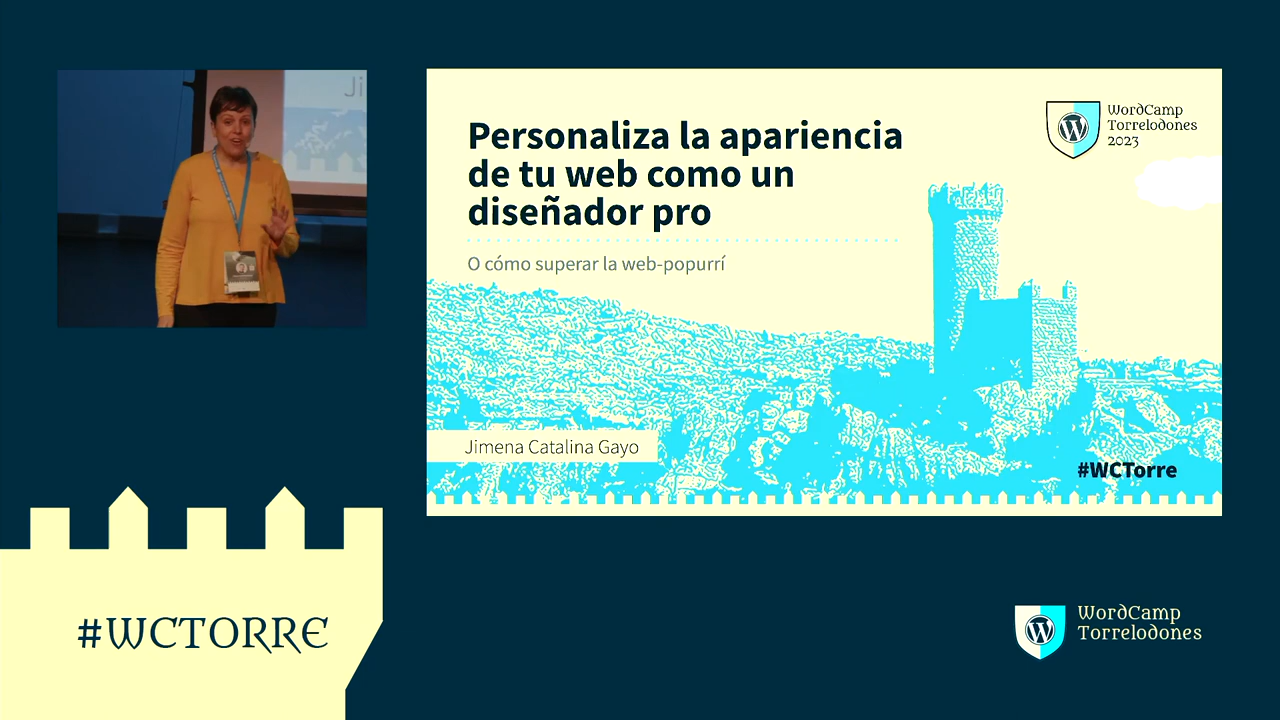 Ji
Personaliza la apariencia
de tu web como un
diseñador pro
O cómo superar la web-popurrí
WordCamp
Torrelodones
2023
Jimena Catalina Gayo
#WCTorre
#WCTORRE
WordCamp
Torrelodones